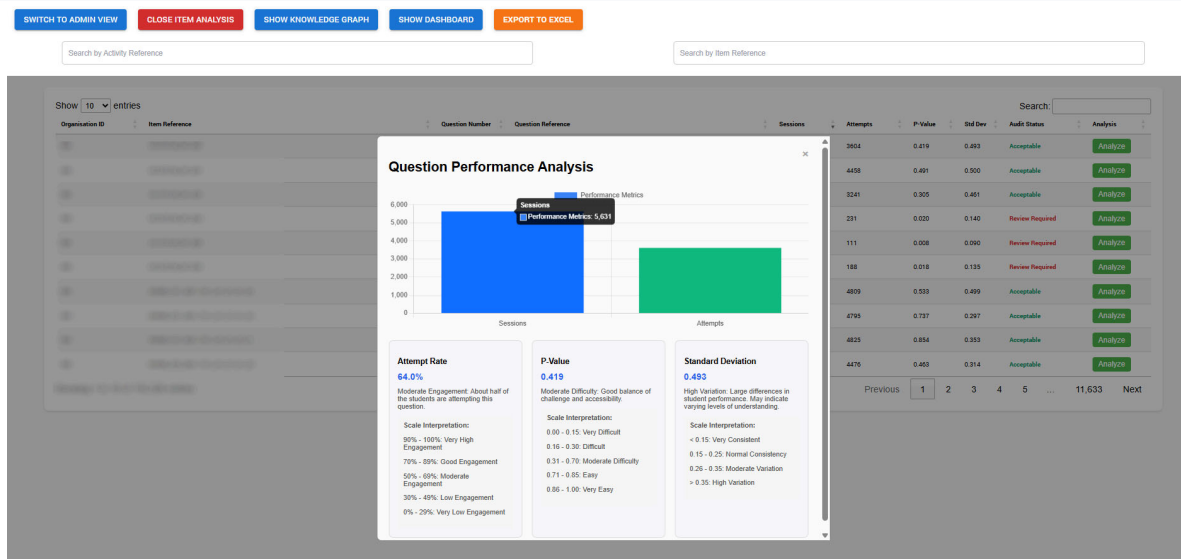 SWITCH TO ADMIN VIEW CLOSE ITEM ANALYSIS SHOW KNOWLEDGE GRAPH SHOW DASHBOARD EXPORT TO EXCEL
Search by Activity Reference Search by Item Reference
Show 10 entries Search:
Organisation ID Item Reference Question Number Question Reference Sessions Attempts P-Value Std Dev Audit Status Analysis
3604 0.419 0.493 Acceptable Analyze
4458 0.491 0.500 Acceptable Analyze
3241 0.305 0.461 Acceptable Analyze
231 0.020 0.140 Review Required Analyze
111 0.008 0.090 Review Required Analyze
188 0.018 0.135 Review Required Analyze
4809 0.533 0.499 Acceptable Analyze
4795 0.737 0.297 Acceptable Analyze
4823 0.854 0.353 Acceptable Analyze
4476 0.463 0.314 Acceptable Analyze
Previous 1 2 3 4 5 ... 11,633 Next
Question Performance Analysis ×
Performance Metrics
Sessions
Performance Metrics: 5,631
6,000
5,000
4,000
3,000
2,000
1,000
0
Sessions Attempts
Attempt Rate
64.0%
Moderate Engagement: About half of
the students are attempting this
question.
Scale Interpretation:
90% - 100%: Very High
Engagement
70% - 89%: Good Engagement
50% - 69%: Moderate
Engagement
30% - 49%: Low Engagement
0% - 29%: Very Low Engagement
P-Value
0.419
Moderate Difficulty: Good balance of
challenge and accessibility.
Scale Interpretation:
0.00 - 0.15: Very Difficult
0.16 - 0.30: Difficult
0.31 - 0.70: Moderate Difficulty
0.71 - 0.85: Easy
0.86 - 1.00: Very Easy
Standard Deviation
0.493
High Variation: Large differences in
student performance. May indicate
varying levels of understanding.
Scale Interpretation:
< 0.15: Very Consistent
0.15 - 0.25: Normal Consistency
0.26 - 0.35: Moderate Variation
> 0.35: High Variation